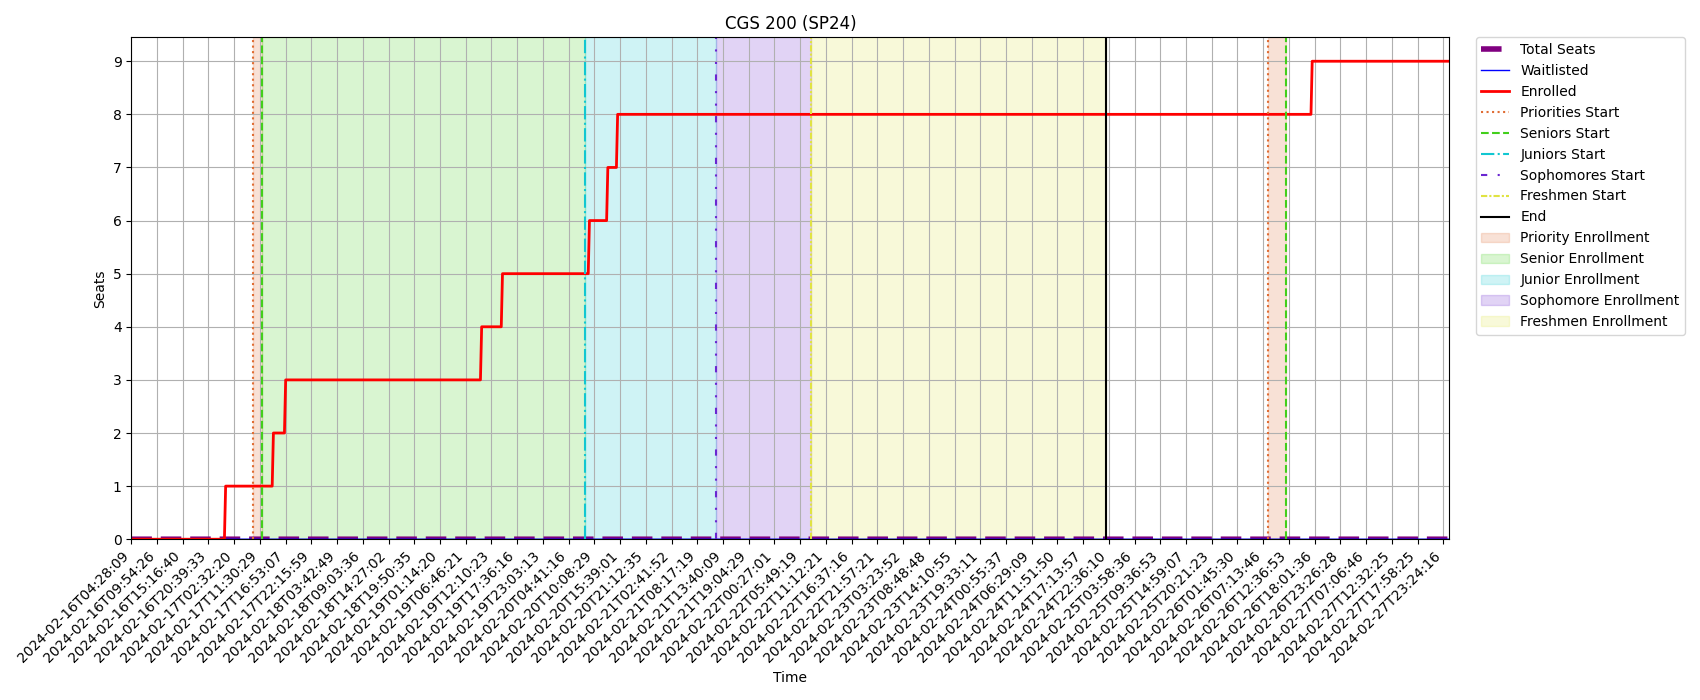 CGS 200 (SP24)
Seats
9
8
7
6
5
4
3
2
1
0
2024-02-16T04:28:09
2024-02-16T09:54:26
2024-02-16T15:16:40
2024-02-16T20:39:33
2024-02-17T02:32:20
2024-02-17T11:30:29
2024-02-17T16:53:07
2024-02-17T22:15:59
2024-02-18T03:42:49
2024-02-18T09:03:36
2024-02-18T14:27:02
2024-02-18T19:50:35
2024-02-19T01:14:20
2024-02-19T06:46:21
2024-02-19T12:10:23
2024-02-19T17:36:16
2024-02-19T23:03:13
2024-02-20T04:41:16
2024-02-20T10:08:29
2024-02-20T15:39:01
2024-02-20T21:12:35
2024-02-21T02:41:52
2024-02-21T08:17:19
2024-02-21T13:40:09
2024-02-21T19:04:29
2024-02-22T00:27:01
2024-02-22T05:49:19
2024-02-22T11:12:21
2024-02-22T16:37:16
2024-02-22T21:57:21
2024-02-23T03:23:52
2024-02-23T08:48:48
2024-02-23T14:10:55
2024-02-23T19:33:11
2024-02-24T00:55:37
2024-02-24T06:29:09
2024-02-24T11:51:50
2024-02-24T17:13:57
2024-02-24T22:36:10
2024-02-25T03:58:36
2024-02-25T09:36:53
2024-02-25T14:59:07
2024-02-25T20:21:23
2024-02-26T01:45:30
2024-02-26T07:13:46
2024-02-26T12:36:53
2024-02-26T18:01:36
2024-02-26T23:26:28
2024-02-27T07:06:46
2024-02-27T12:32:25
2024-02-27T17:58:25
2024-02-27T23:24:16
Time
Total Seats
Waitlisted
Enrolled
Priorities Start
Seniors Start
Juniors Start
Sophomores Start
Freshmen Start
End
Priority Enrollment
Senior Enrollment
Junior Enrollment
Sophomore Enrollment
Freshmen Enrollment